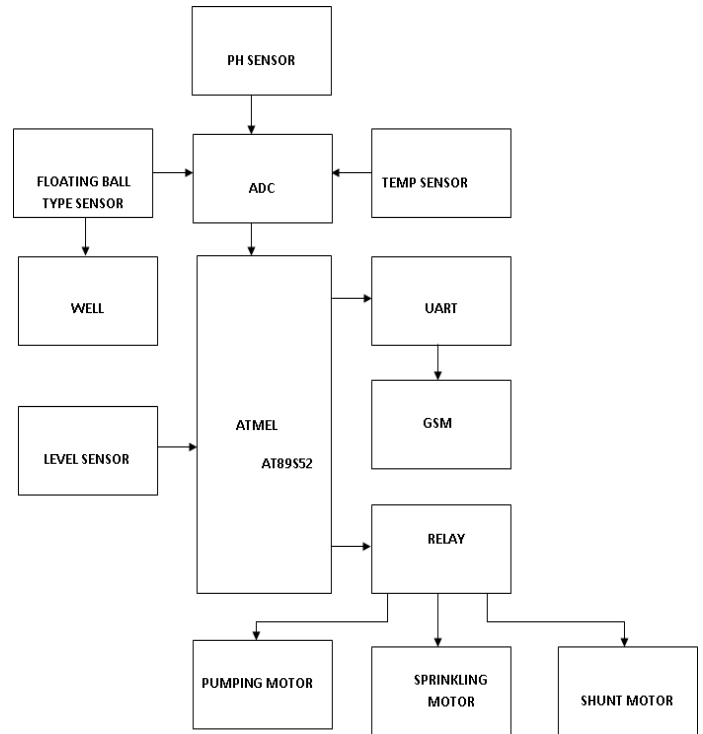 PH SENSOR
FLOATING BALL
TYPE SENSOR
ADC
TEMP SENSOR
WELL
UART
ATMEL
AT89S52
GSM
LEVEL SENSOR
RELAY
PUMPING MOTOR
SPRINKLING
MOTOR
SHUNT MOTOR